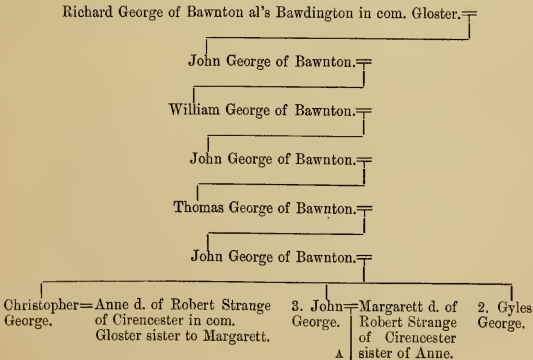 Richard George of Bawnton al's Bawdington in com. Gloster.
John George of Bawnton.
William George of Bawnton.
John George of Bawnton.
Thomas George of Bawnton.
John George of Bawnton.
Christopher=Anne d. of Robert Strange
George. of Cirencester in com.
Gloster sister to Margarett.
3. John=Margarett d. of
George. Robert Strange
of Cirencester
A sister of Anne.
2. Gyles
George.